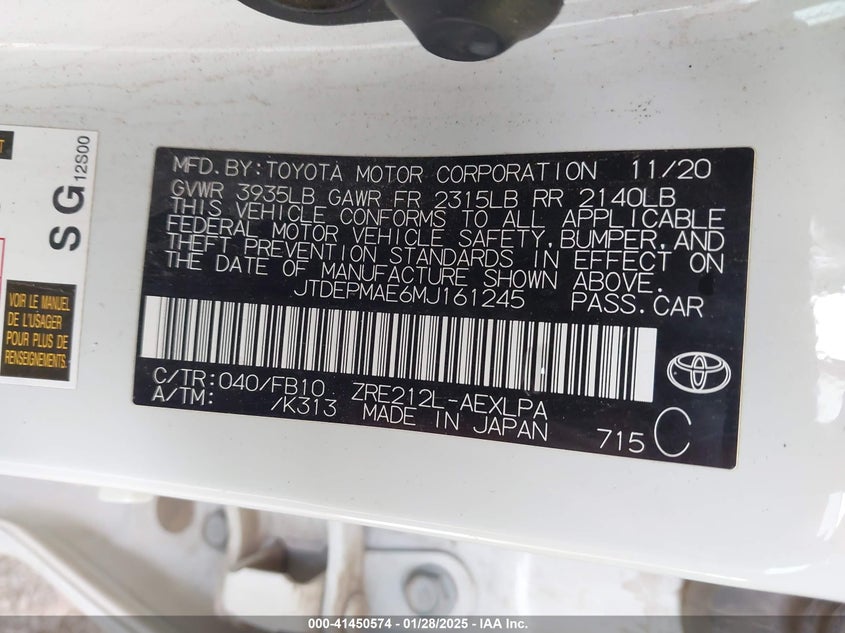 MFD. BY: TOYOTA MOTOR CORPORATION 11/20
GVWR 3935LB GAWR FR 2315LB RR 2140LB
THIS VEHICLE CONFORMS TO ALL APPLICABLE
FEDERAL MOTOR VEHICLE SAFETY, BUMPER, AND
THEFT PREVENTION STANDARDS IN EFFECT ON
THE DATE OF MANUFACTURE SHOWN ABOVE.
JTDEPMAE6MJ161245 PASS. CAR
C/TR: 040/FB10 ZRE212L-AEXLPA
A/TM: /K313 MADE IN JAPAN 715 C
SG 12S00
VOIR LE MANUEL
DE L'USAGER
POUR PLUS DE
RENSEIGNEMENTS.
000-41450574 - 01/28/2025 - IAA Inc.